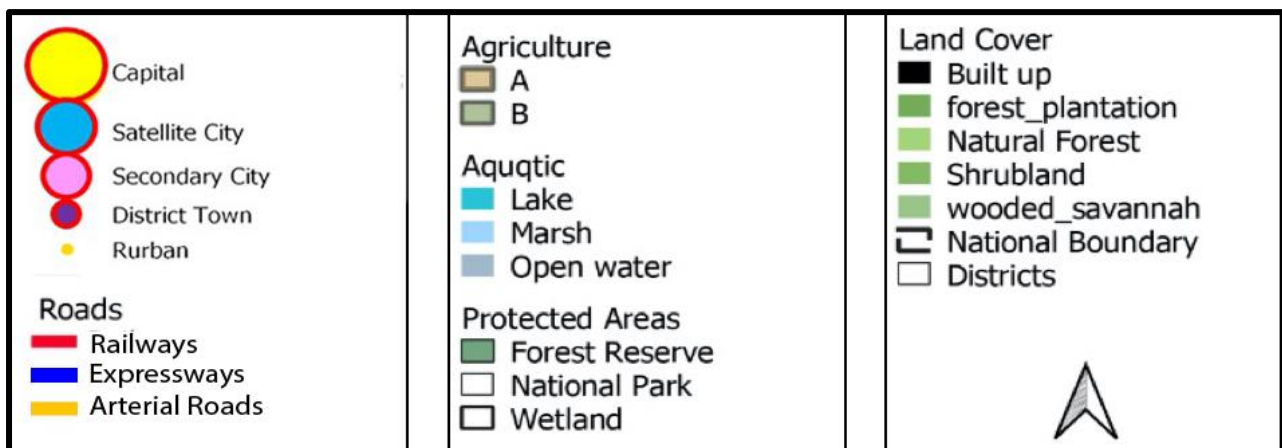 Capital
Satellite City
Secondary City
District Town
Rurban
Roads
Railways
Expressways
Arterial Roads
Agriculture
A
B
Aquqtic
Lake
Marsh
Open water
Protected Areas
Forest Reserve
National Park
Wetland
Land Cover
Built up
forest_plantation
Natural Forest
Shrubland
wooded_savannah
National Boundary
Districts